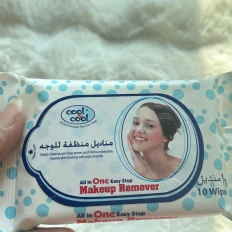 cool & cool
مناديل منظفة للوجه
All in One Easy Step
Makeup Remover
١٠ مناديل
10 Wipes
All in One Easy Step
Makeup Remover